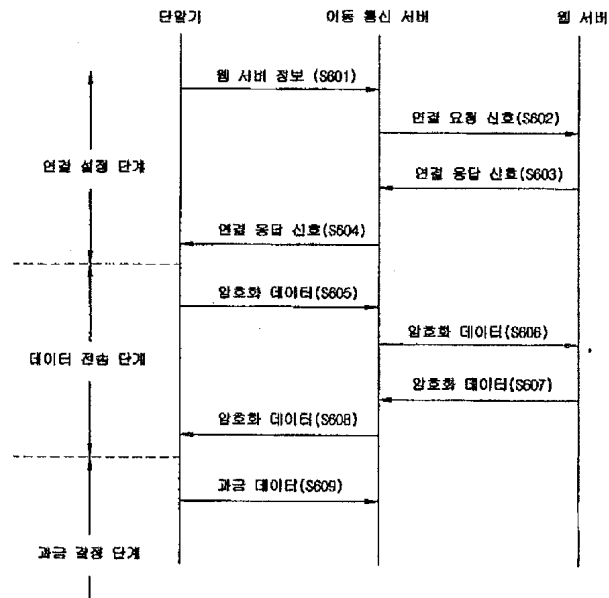 단말기
이동 통신 서버
웹 서버
웹 서버 정보 (S601)
연결 요청 신호(S602)
연결 설정 단계
연결 응답 신호(S603)
연결 응답 신호(S604)
암호화 데이터(S605)
암호화 데이터(S606)
데이터 전송 단계
암호화 데이터(S607)
암호화 데이터(S608)
과금 데이터(S609)
과금 결정 단계